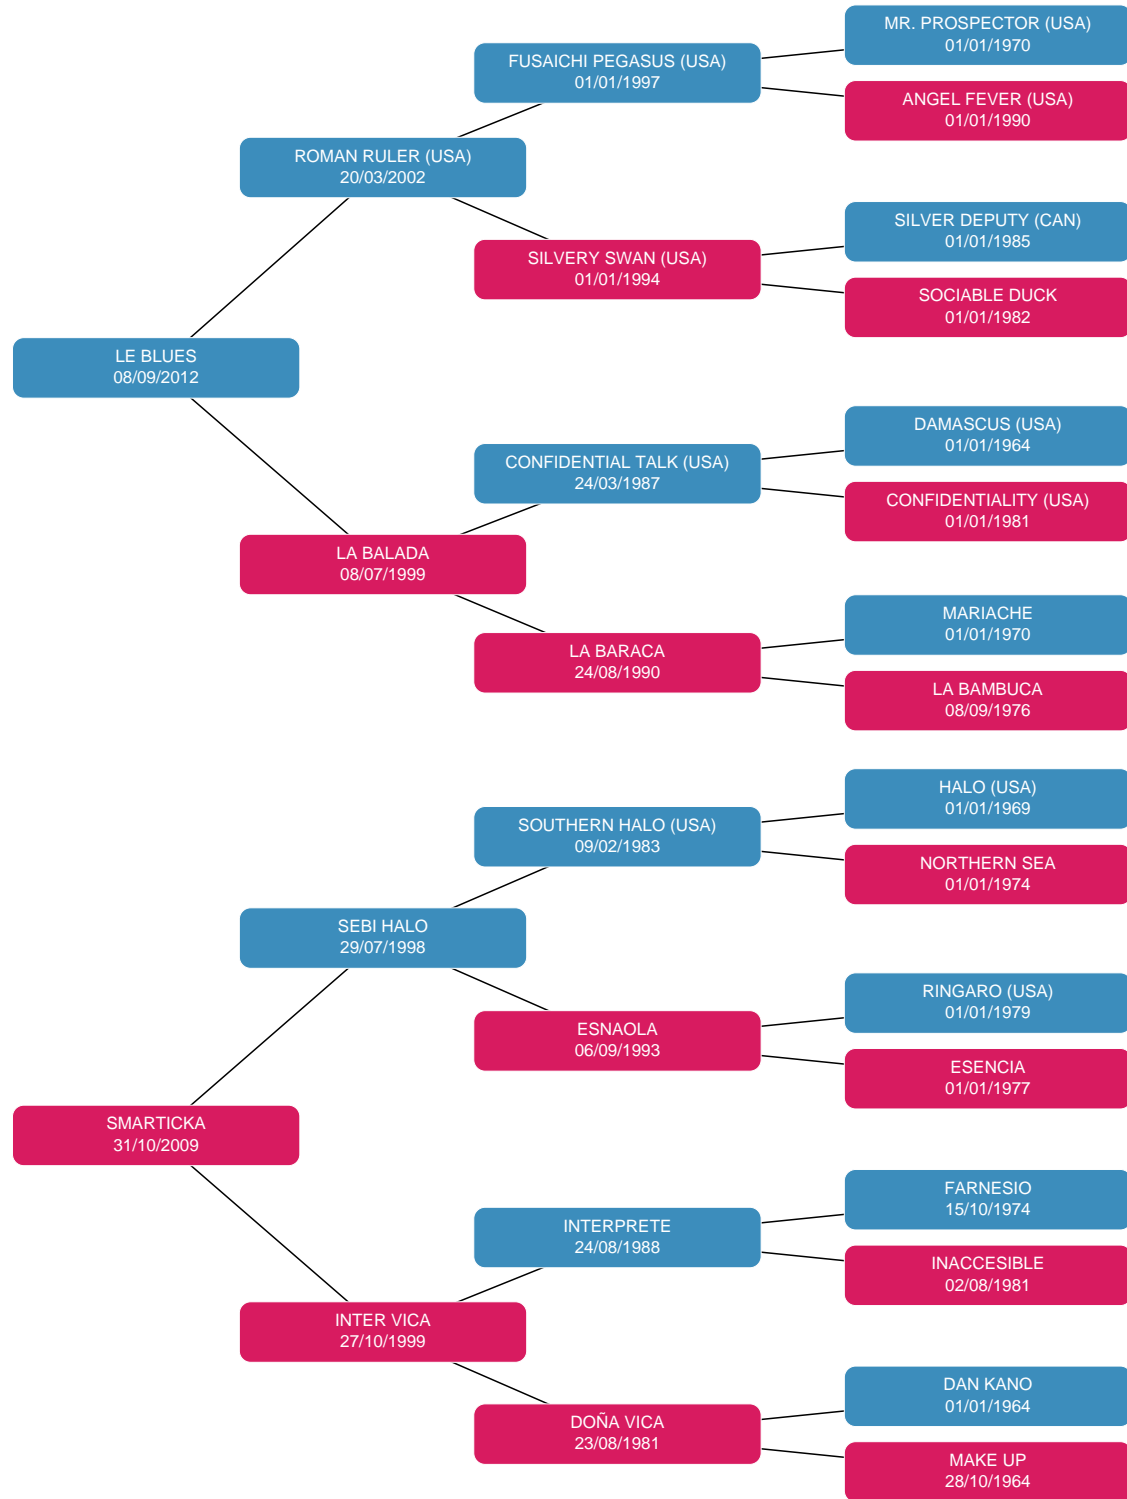 MR. PROSPECTOR (USA)
01/01/1970
FUSAICHI PEGASUS (USA)
01/01/1997
ANGEL FEVER (USA)
01/01/1990
ROMAN RULER (USA)
20/03/2002
SILVER DEPUTY (CAN)
01/01/1985
SILVERY SWAN (USA)
01/01/1994
SOCIABLE DUCK
01/01/1982
LE BLUES
08/09/2012
DAMASCUS (USA)
01/01/1964
CONFIDENTIAL TALK (USA)
24/03/1987
CONFIDENTIALITY (USA)
01/01/1981
LA BALADA
08/07/1999
MARIACHE
01/01/1970
LA BARACA
24/08/1990
LA BAMBUCA
08/09/1976
HALO (USA)
01/01/1969
SOUTHERN HALO (USA)
09/02/1983
NORTHERN SEA
01/01/1974
SEBI HALO
29/07/1998
RINGARO (USA)
01/01/1979
ESNAOLA
06/09/1993
ESENCIA
01/01/1977
SMARTICKA
31/10/2009
FARNESIO
15/10/1974
INTERPRETE
24/08/1988
INACCESIBLE
02/08/1981
INTER VICA
27/10/1999
DAN KANO
01/01/1964
DOÑA VICA
23/08/1981
MAKE UP
28/10/1964